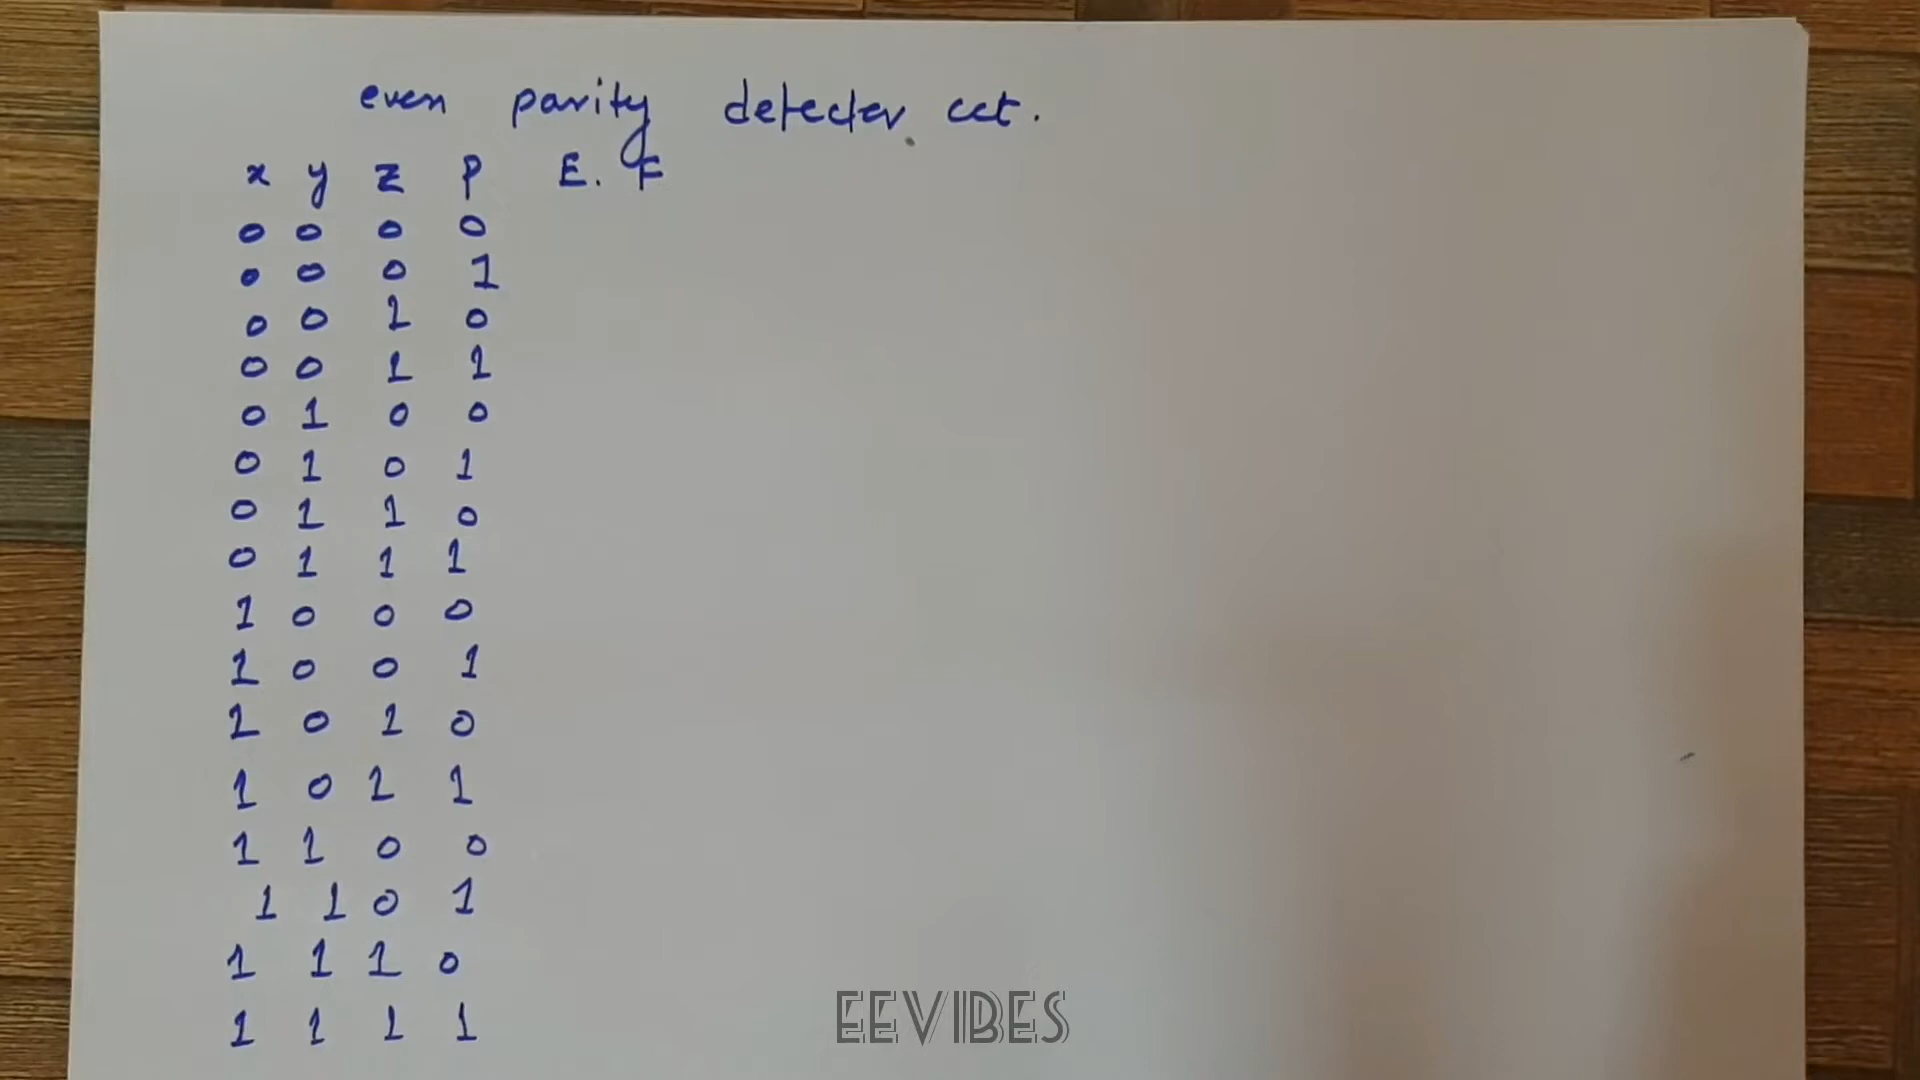 even parity detecter cct.
x y z P E. F
0 0 0 0
0 0 0 1
0 0 1 0
0 0 1 1
0 1 0 0
0 1 0 1
0 1 1 0
0 1 1 1
1 0 0 0
1 0 0 1
1 0 1 0
1 0 1 1
1 1 0 0
1 1 0 1
1 1 1 0
1 1 1 1
EEVIBES